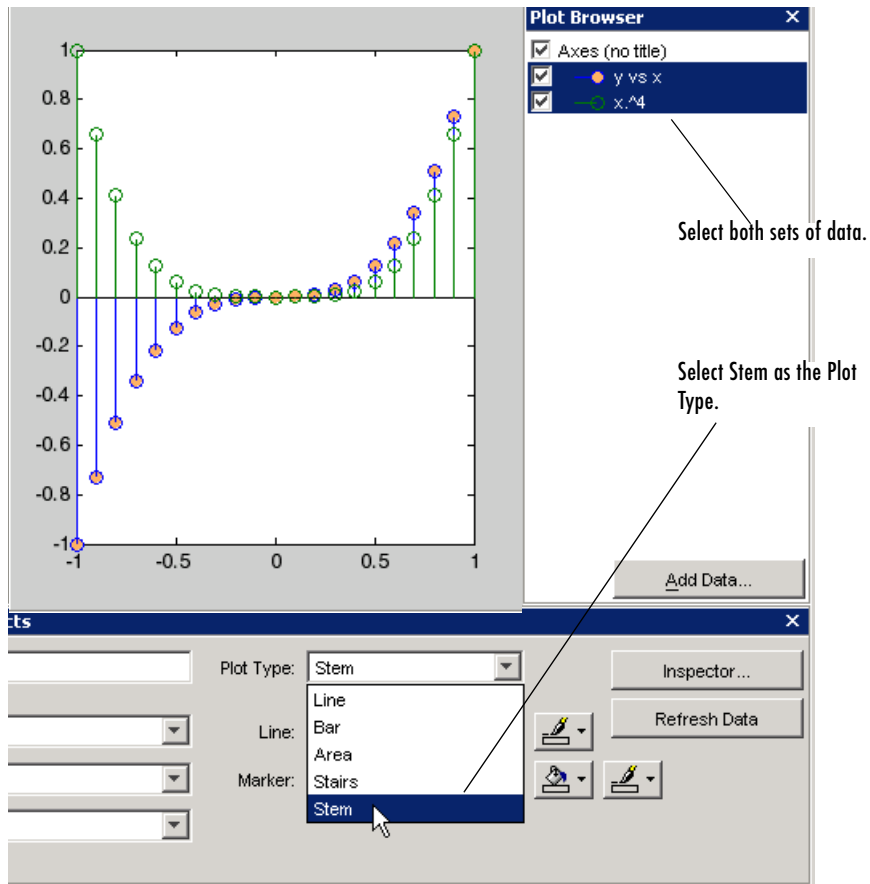 Plot Browser
Axes (no title)
y vs x
x.^4
1
0.8
0.6
0.4
0.2
0
-0.2
-0.4
-0.6
-0.8
-1
-1
-0.5
0
0.5
1
Select both sets of data.
Select Stem as the Plot
Type.
Add Data...
cts
Plot Type:
Stem
Inspector...
Line
Bar
Area
Stairs
Stem
Line:
Refresh Data
Marker: